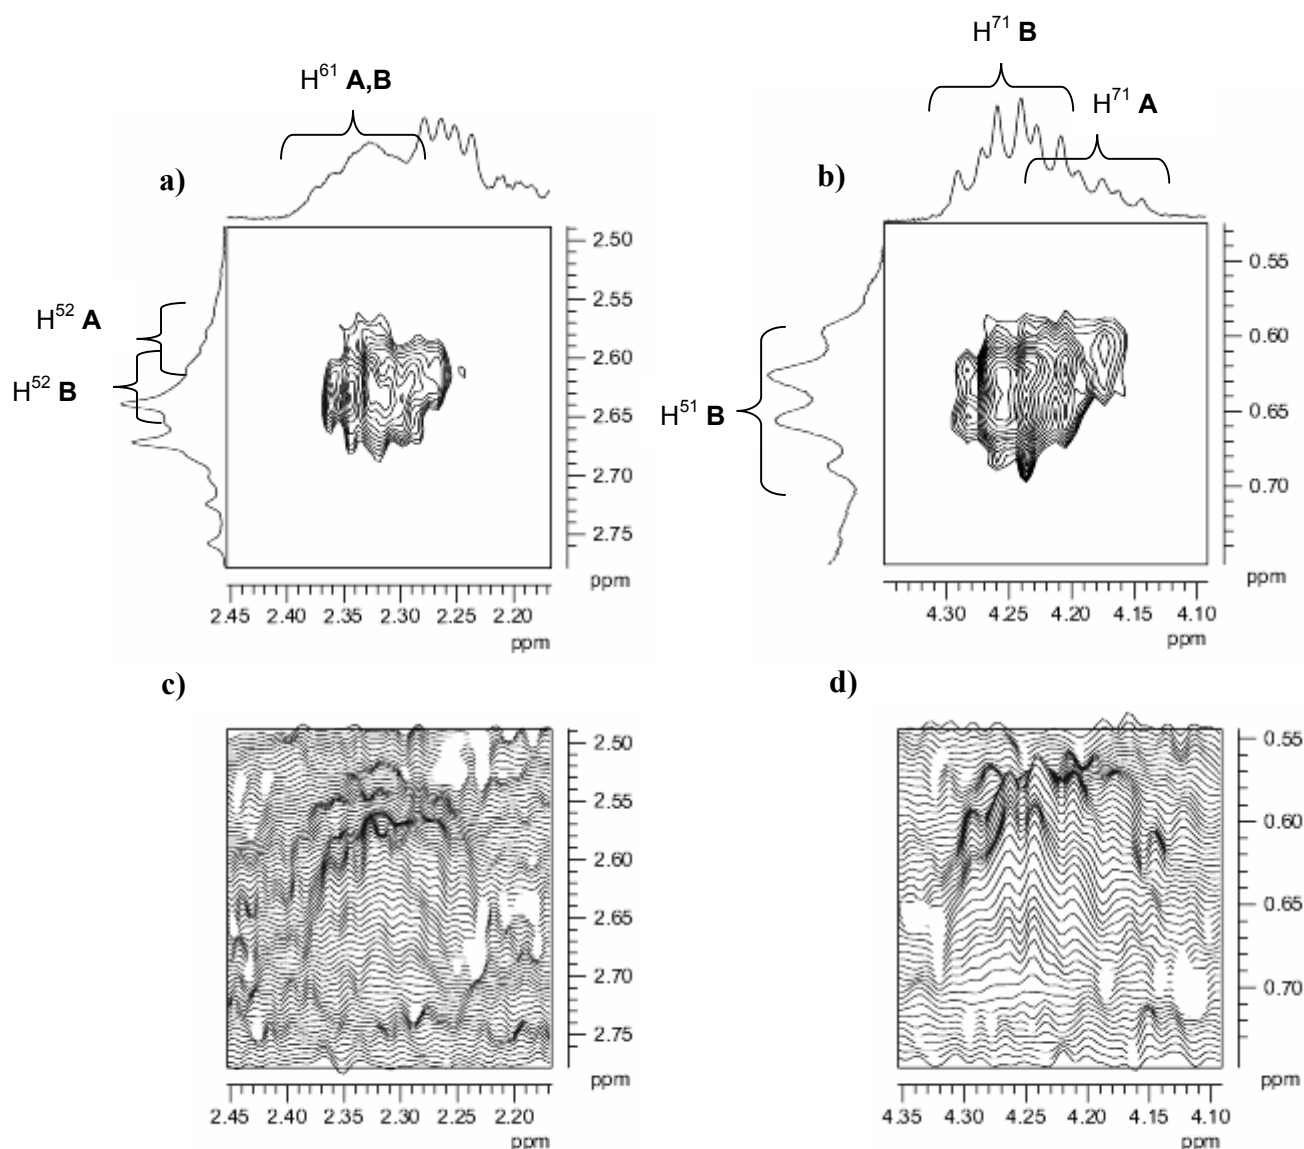 H⁶¹ A,B
a)
2.50
2.55
2.60
2.65
2.70
2.75
ppm
H⁵² A
H⁵² B
2.45 2.40 2.35 2.30 2.25 2.20
ppm
H⁷¹ B
H⁷¹ A
b)
0.55
0.60
0.65
0.70
ppm
H⁵¹ B
4.30 4.25 4.20 4.15 4.10
ppm
c)
2.50
2.55
2.60
2.65
2.70
2.75
ppm
2.45 2.40 2.35 2.30 2.25 2.20
ppm
d)
0.55
0.60
0.65
0.70
ppm
4.35 4.30 4.25 4.20 4.15 4.10
ppm